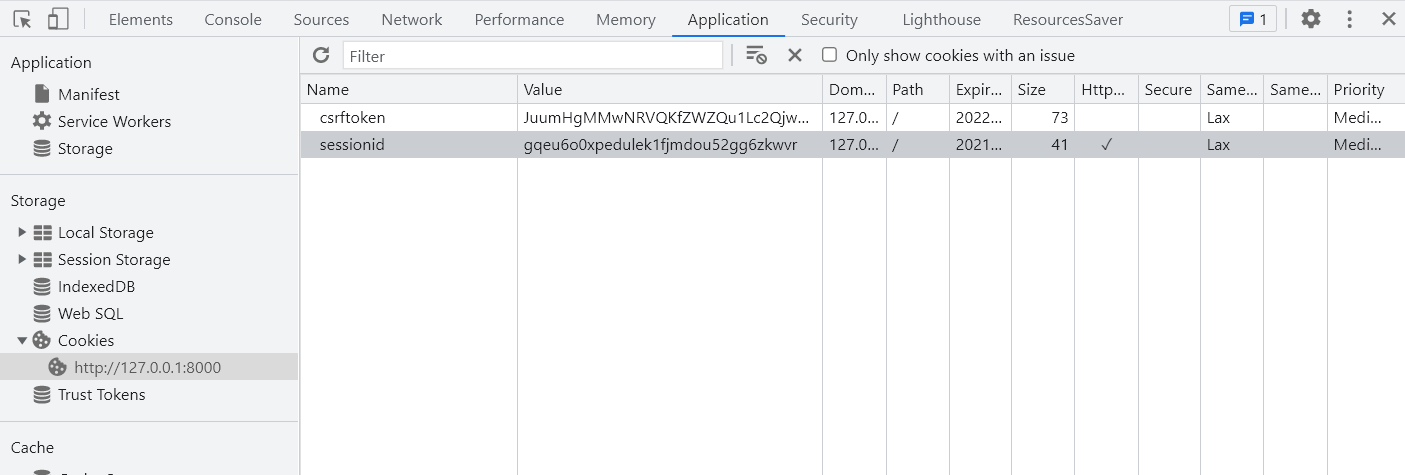 Elements Console Sources Network Performance Memory Application Security Lighthouse ResourcesSaver 1
Application
Manifest
Service Workers
Storage
Storage
Local Storage
Session Storage
IndexedDB
Web SQL
Cookies
http://127.0.0.1:8000
Trust Tokens
Cache
Filter Only show cookies with an issue
Name Value Dom... Path Expir... Size Http... Secure Same... Same... Priority
csrftoken JuumHgMMwNRVQKfZWZQu1Lc2Qjw... 127.0... / 2022... 73 Lax Medi...
sessionid gqeu6o0xpedulek1fjmdou52gg6zkwvr 127.0... / 2021... 41 ✓ Lax Medi...